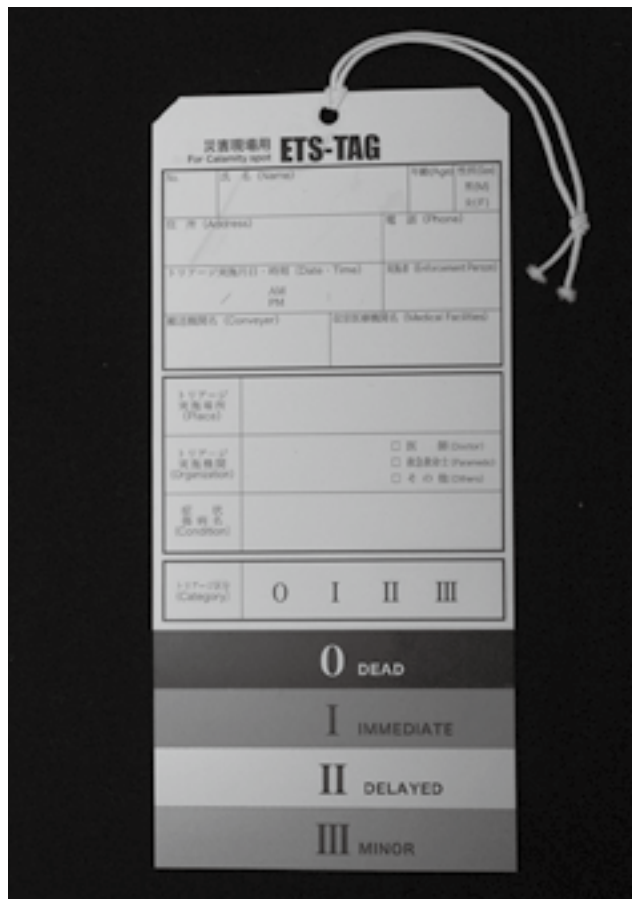 災害現場用
For Calamity spot ETS-TAG
No. 氏 名 (Name) 年齢(Age) 性別(Sex)
男(M)
女(F)
住 所 (Address) 電 話 (Phone)
トリアージ実施月日・時刻 (Date・Time) 実施者 (Enforcement Person)
/ AM
PM :
搬送機関名 (Conveyer) 収容医療機関名 (Medical Facilities)
トリアージ
実施場所
(Place)
トリアージ
実施機関
(Organization)
□ 医 師 (Doctor)
□ 救急救命士 (Paramedic)
□ そ の 他 (Others)
症 状
傷病名
(Condition)
トリアージ区分
(Category) 0 I II III
0 DEAD
I IMMEDIATE
II DELAYED
III MINOR